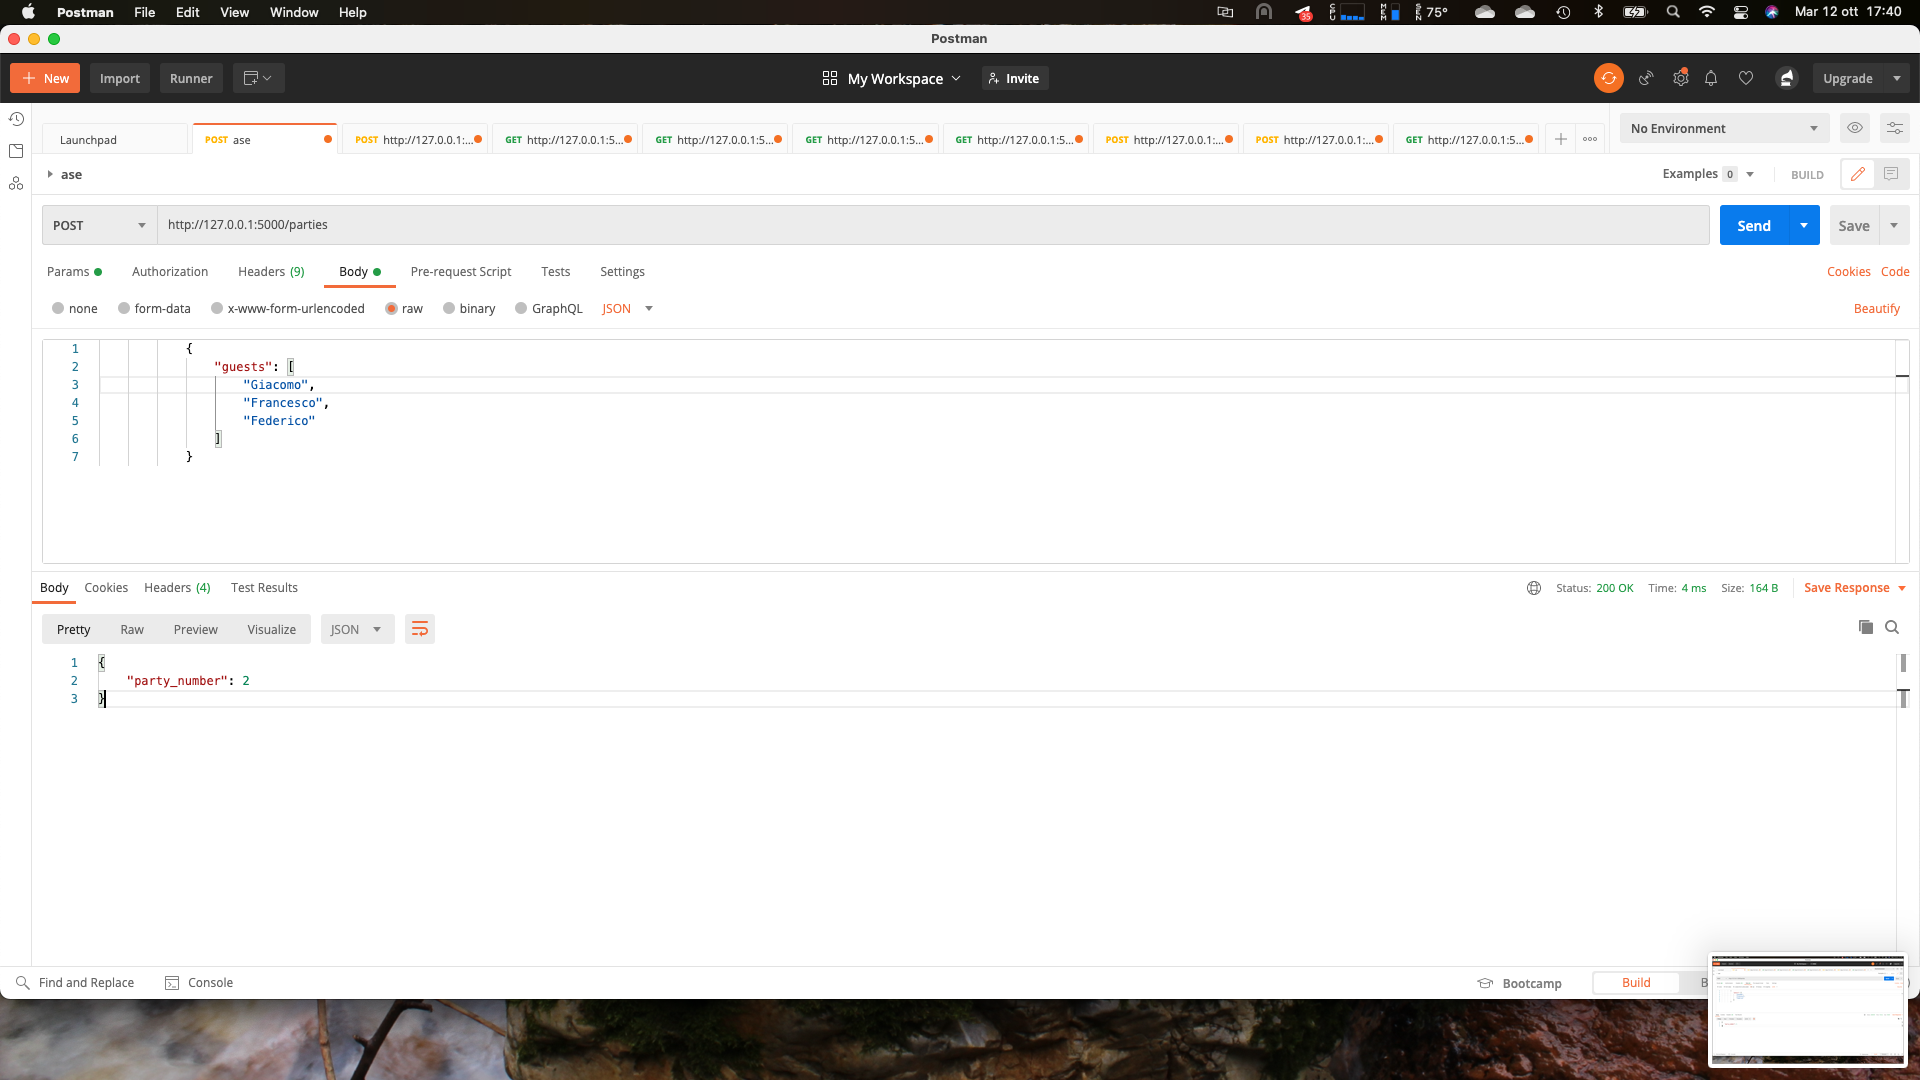 Postman File Edit View Window Help 35 CPU MEM SEN 75° Mar 12 ott 17:40
Postman
New Import Runner My Workspace Invite Upgrade
Launchpad POST ase POST http://127.0.0.1:... GET http://127.0.0.1:5... GET http://127.0.0.1:5... GET http://127.0.0.1:5... GET http://127.0.0.1:5... POST http://127.0.0.1:... POST http://127.0.0.1:... GET http://127.0.0.1:5... No Environment
ase Examples 0 BUILD
POST http://127.0.0.1:5000/parties Send Save
Params Authorization Headers (9) Body Pre-request Script Tests Settings Cookies Code
none form-data x-www-form-urlencoded raw binary GraphQL JSON Beautify
1 {
2 "guests": [
3 "Giacomo",
4 "Francesco",
5 "Federico"
6 ]
7 }
Body Cookies Headers (4) Test Results Status: 200 OK Time: 4 ms Size: 164 B Save Response
Pretty Raw Preview Visualize JSON
1 {
2 "party_number": 2
3 }
Find and Replace Console Bootcamp Build